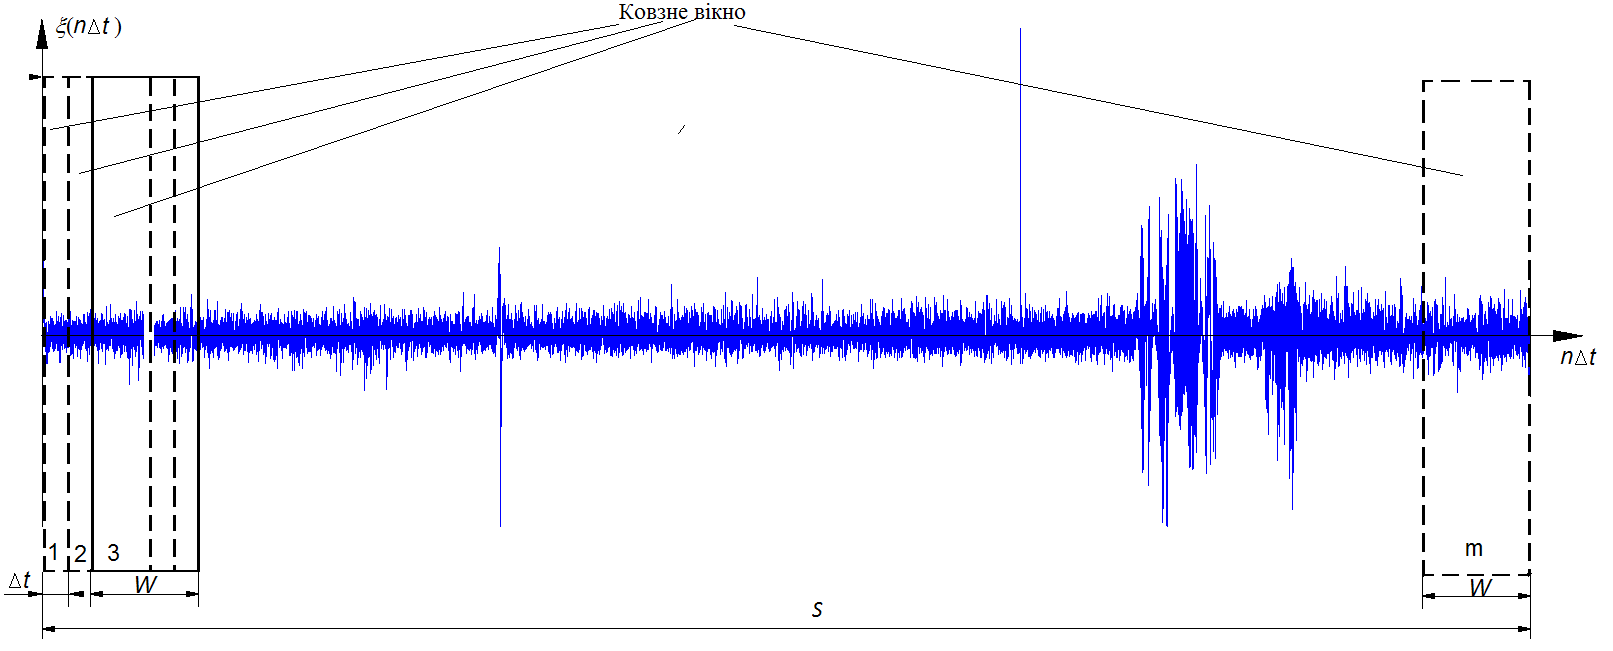 Ковзне вікно
ξ(nΔt )
nΔt
1 2 3
m
Δt
W
W
S